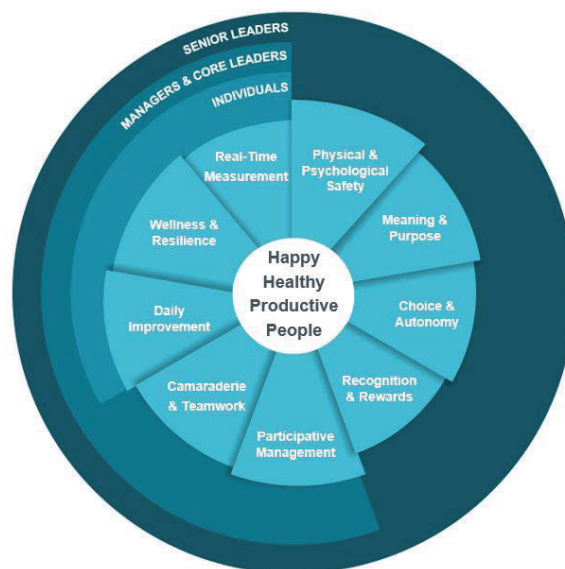 SENIOR LEADERS
MANAGERS & CORE LEADERS
INDIVIDUALS
Real-Time
Measurement
Physical &
Psychological
Safety
Meaning &
Purpose
Choice &
Autonomy
Recognition
& Rewards
Participative
Management
Camaraderie
& Teamwork
Daily
Improvement
Wellness &
Resilience
Happy
Healthy
Productive
People